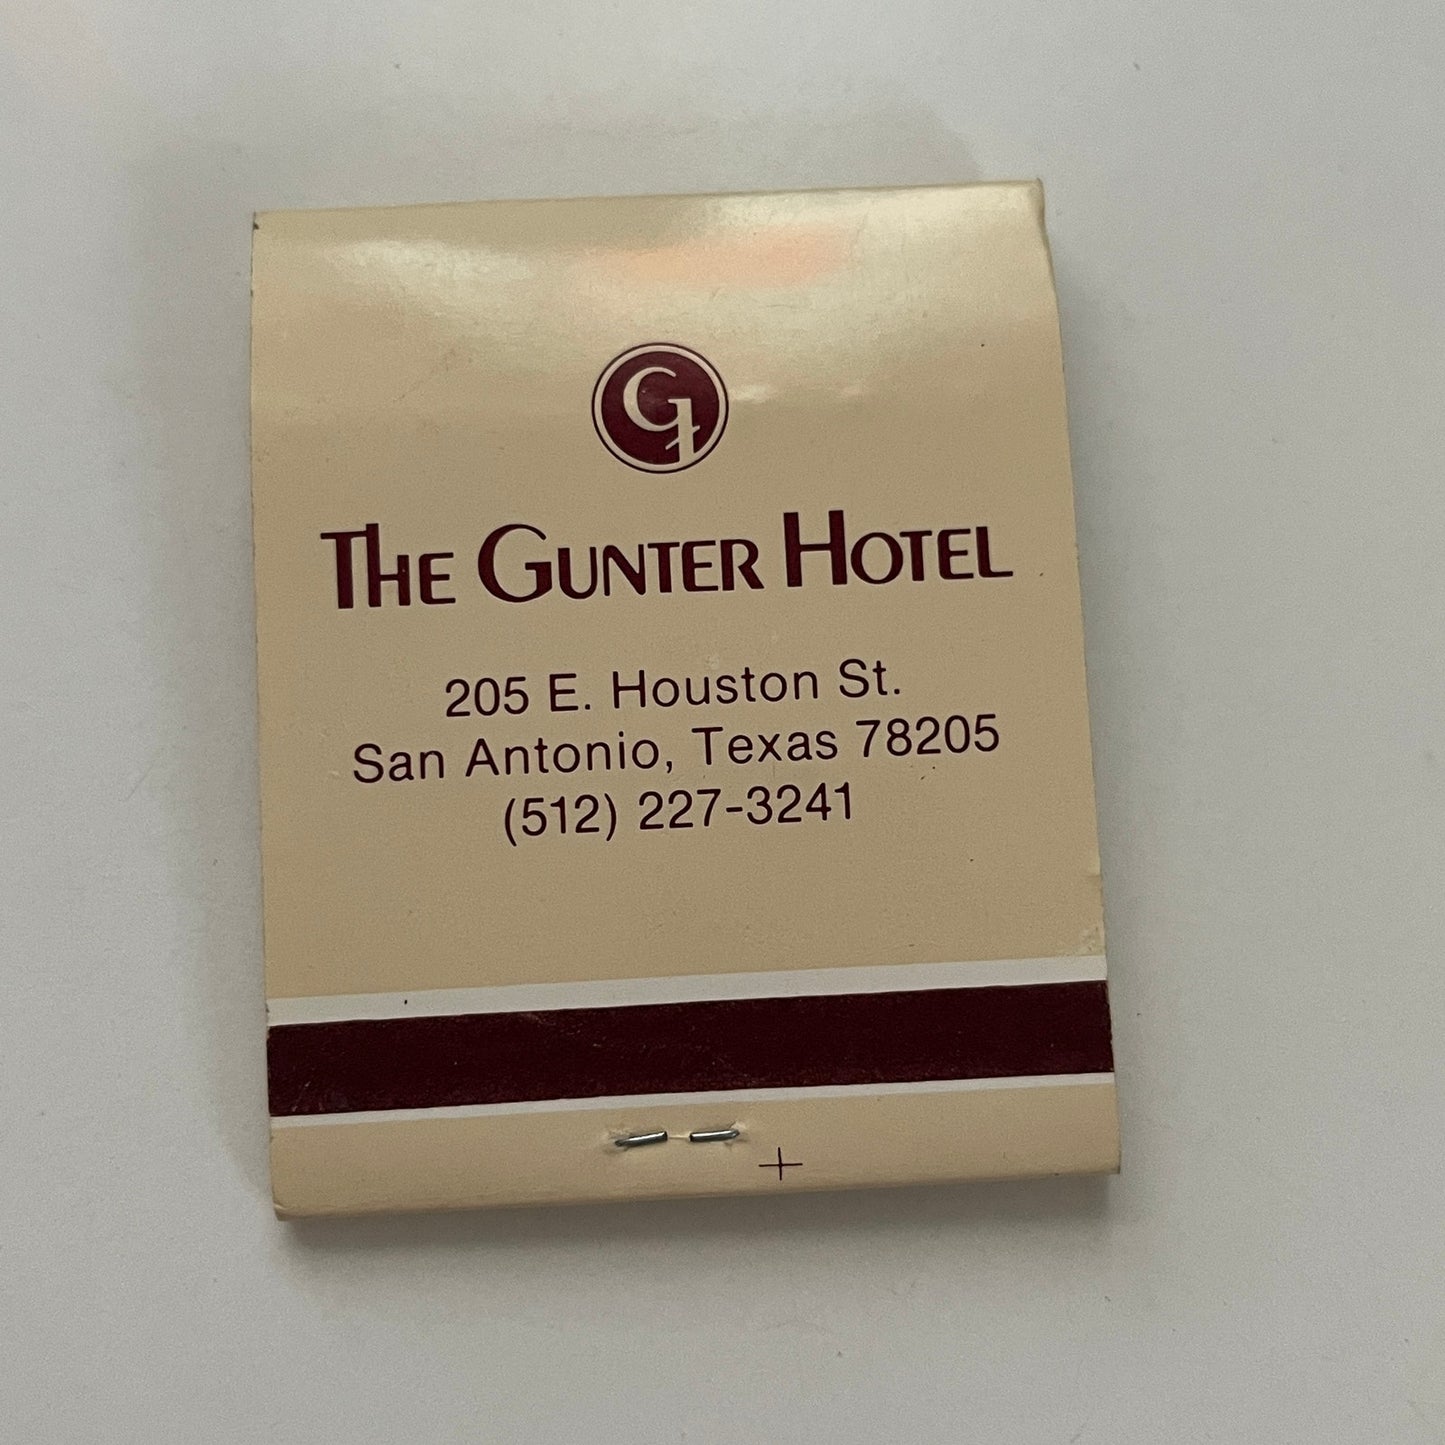 G
THE GUNTER HOTEL
205 E. Houston St.
San Antonio, Texas 78205
(512) 227-3241